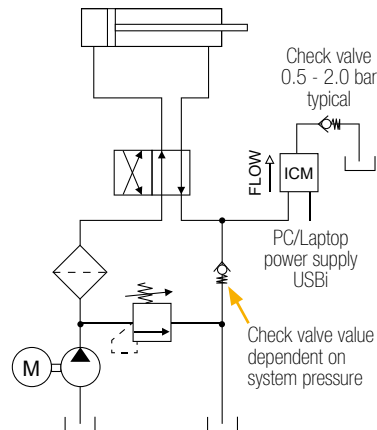 Check valve
0.5 - 2.0 bar
typical
FLOW
ICM
PC/Laptop
power supply
USBi
Check valve value
dependent on
system pressure
M